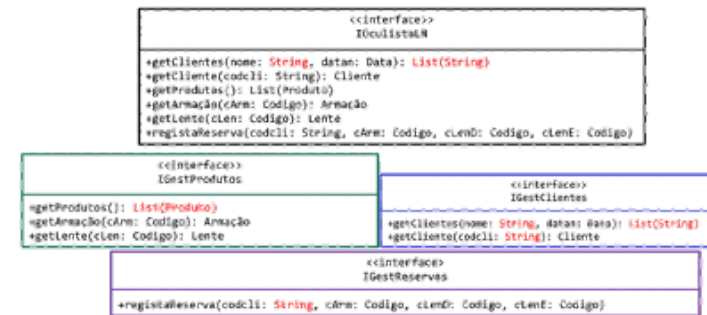 <<interface>>
IOculistaLN
+getClientes(nome: String, datan: Data): List(String)
+getCliente(codcli: String): Cliente
+getProdutos(): List(Produto)
+getArmação(cArm: Codigo): Armação
+getLente(cLen: Codigo): Lente
+registaReserva(codcli: String, cArm: Codigo, cLenD: Codigo, cLenE: Codigo)
<<interface>>
IGestProdutos
+getProdutos(): List(Produto)
+getArmação(cArm: Codigo): Armação
+getLente(cLen: Codigo): Lente
<<interface>>
IGestClientes
+getClientes(nome: String, datan: Data): List(String)
+getCliente(codcli: String): Cliente
<<interface>>
IGestReservas
+registaReserva(codcli: String, cArm: Codigo, cLenD: Codigo, cLenE: Codigo)